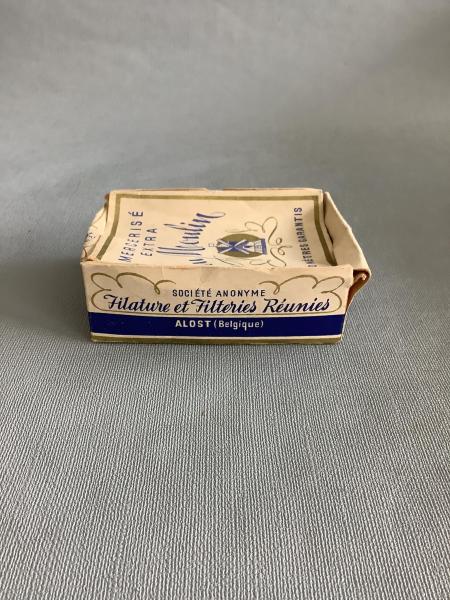 MERCERISÉ
EXTRA
Moulin
MÈTRES GARANTIS
SOCIÉTÉ ANONYME
Filature et Filteries Réunies
ALOST (Belgique)